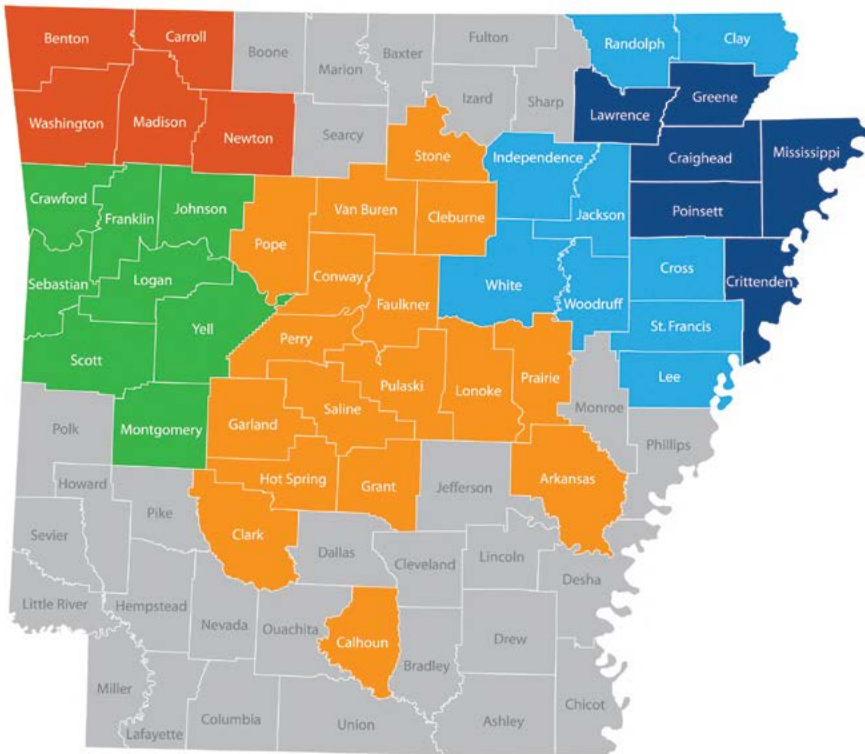 Benton
Carroll
Boone
Marion
Baxter
Fulton
Randolph
Clay
Izard
Sharp
Lawrence
Greene
Washington
Madison
Newton
Searcy
Stone
Independence
Craighead
Mississippi
Crawford
Franklin
Johnson
Pope
Van Buren
Cleburne
Jackson
Poinsett
Sebastian
Logan
Conway
Faulkner
White
Woodruff
Cross
Crittenden
Yell
Perry
St. Francis
Scott
Pulaski
Lonoke
Prairie
Lee
Monroe
Montgomery
Garland
Saline
Polk
Phillips
Howard
Pike
Hot Spring
Grant
Jefferson
Arkansas
Sevier
Clark
Dallas
Cleveland
Lincoln
Desha
Little River
Hempstead
Nevada
Ouachita
Calhoun
Bradley
Drew
Miller
Lafayette
Columbia
Union
Ashley
Chicot